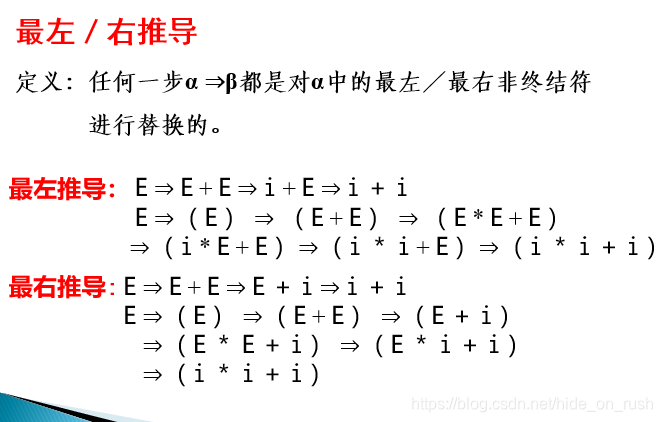 最左／右推导
定义：任何一步α ⇒β都是对α中的最左／最右非终结符
进行替换的。
最左推导： E⇒E+E⇒i+E⇒i + i
E⇒ (E) ⇒ (E+E) ⇒ (E*E+E)
⇒ (i*E+E) ⇒ (i * i+E) ⇒ (i * i + i)
最右推导：E⇒E+E⇒E + i⇒i + i
E⇒ (E) ⇒ (E+E) ⇒ (E + i)
⇒ (E * E + i) ⇒ (E * i + i)
⇒ (i * i + i)
https://blog.csdn.net/hide_on_rush